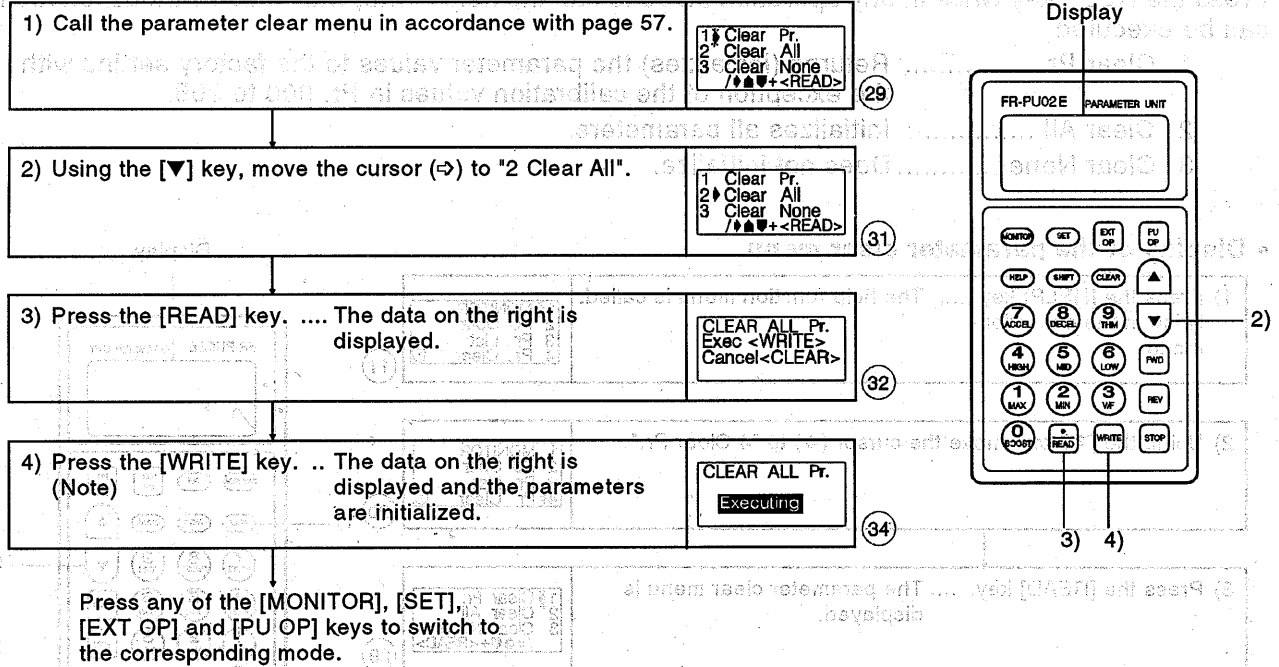 1) Call the parameter clear menu in accordance with page 57.
1 Clear Pr.
2 Clear All
3 Clear None
/+<READ>
29
2) Using the [▼] key, move the cursor (⇨) to "2 Clear All".
1 Clear Pr.
2 Clear All
3 Clear None
/+<READ>
31
3) Press the [READ] key. .... The data on the right is
displayed.
CLEAR ALL Pr.
Exec <WRITE>
Cancel<CLEAR>
32
4) Press the [WRITE] key. .. The data on the right is
(Note) displayed and the parameters
are initialized.
CLEAR ALL Pr.
Executing
34
Press any of the [MONITOR], [SET],
[EXT OP] and [PU OP] keys to switch to
the corresponding mode.
Display
FR-PU02E PARAMETER UNIT
MONITOR SET EXT OP PU OP
HELP SHIFT CLEAR ▲
7 ACCEL 8 DECEL 9 THM ▼
2)
4 HIGH 5 MID 6 LOW FWD
1 MAX 2 MIN 3 V/F REV
0 BOOST READ WRITE STOP
3) 4)